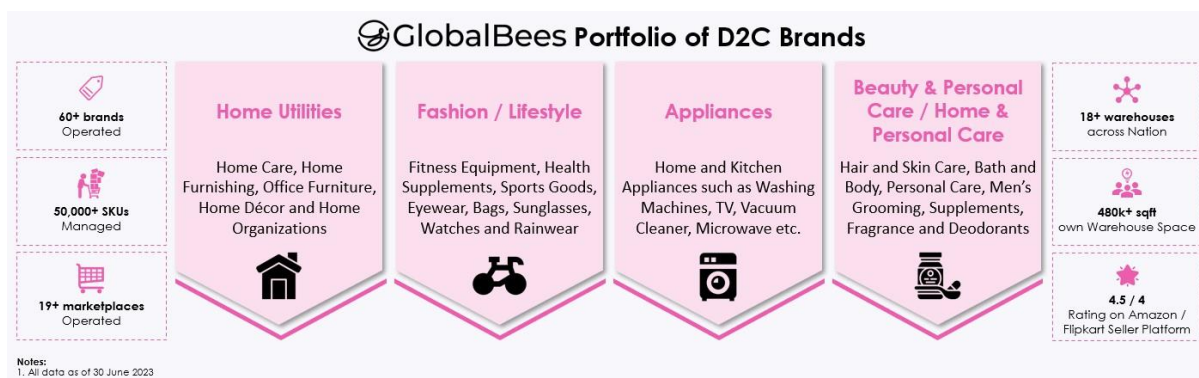 GlobalBees Portfolio of D2C Brands
60+ brands
Operated
50,000+ SKUs
Managed
19+ marketplaces
Operated
Home Utilities
Home Care, Home
Furnishing, Office Furniture,
Home Décor and Home
Organizations
Fashion / Lifestyle
Fitness Equipment, Health
Supplements, Sports Goods,
Eyewear, Bags, Sunglasses,
Watches and Rainwear
Appliances
Home and Kitchen
Appliances such as Washing
Machines, TV, Vacuum
Cleaner, Microwave etc.
Beauty & Personal
Care / Home &
Personal Care
Hair and Skin Care, Bath and
Body, Personal Care, Men's
Grooming, Supplements,
Fragrance and Deodorants
18+ warehouses
across Nation
480k+ sqft
own Warehouse Space
4.5 / 4
Rating on Amazon /
Flipkart Seller Platform
Notes:
1. All data as of 30 June 2023